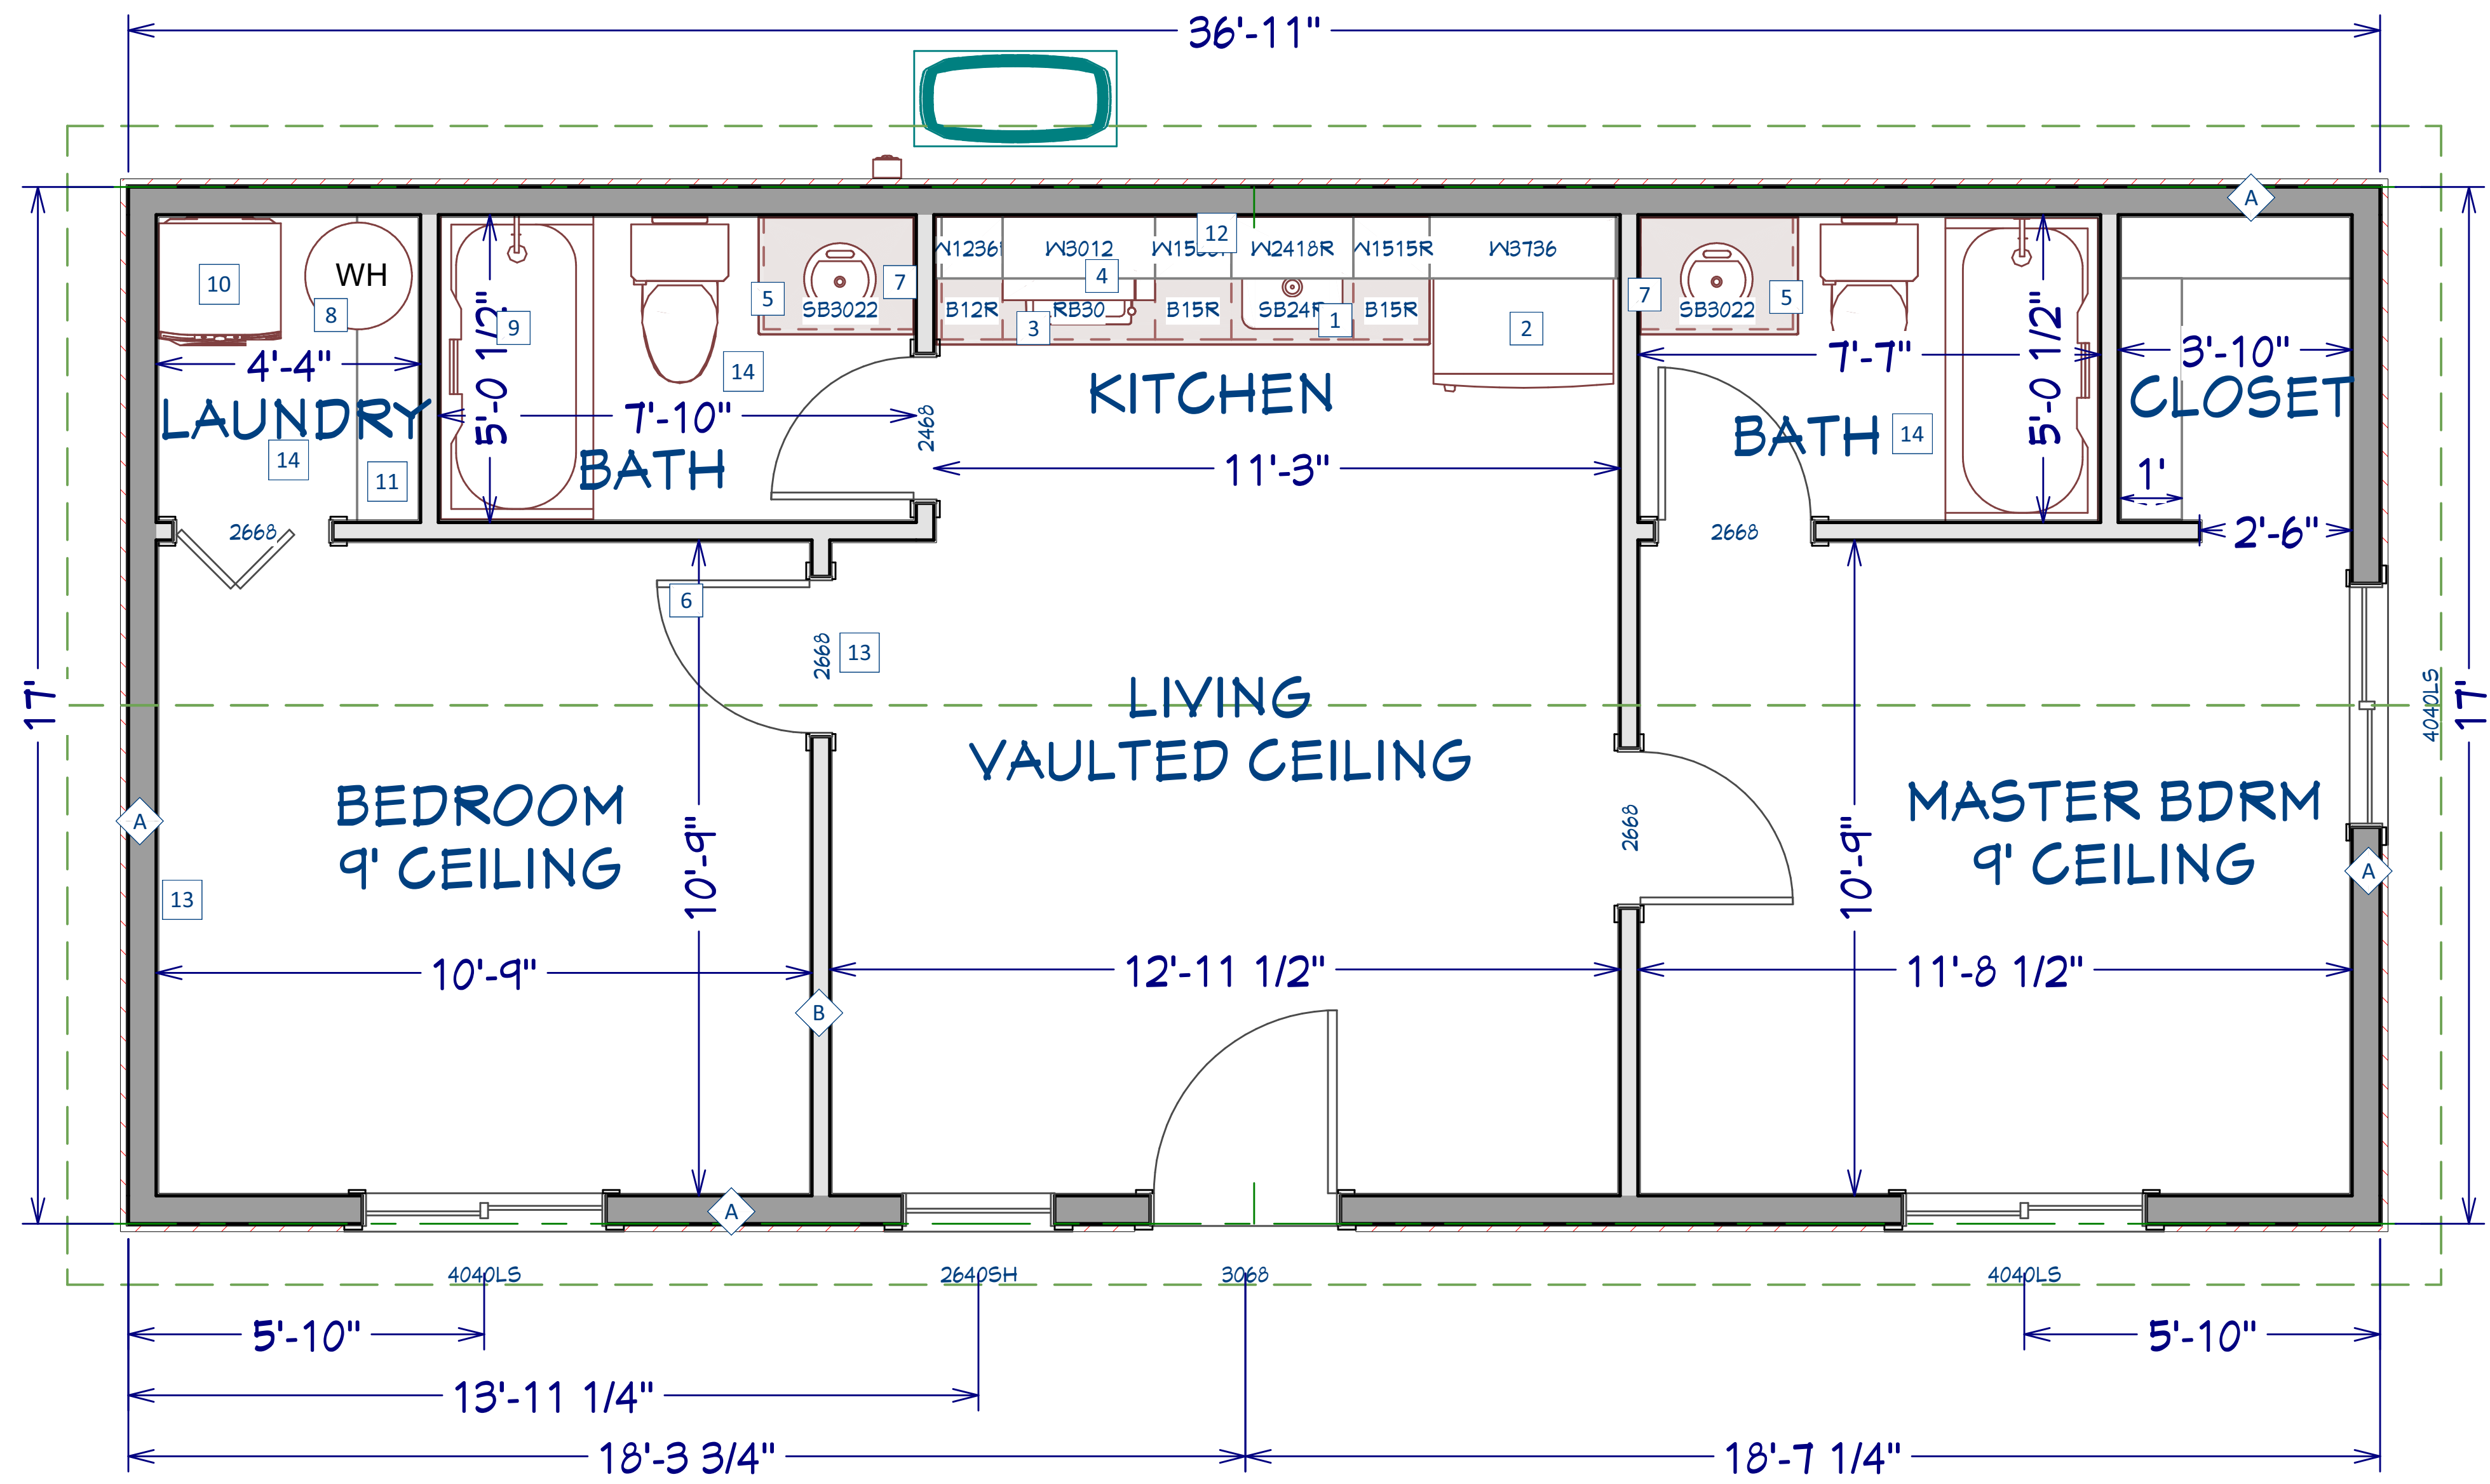 36'-11"
A
W1236
W3012
12
W2418R
W1515R
W3736
10
WH
8
9
5
7
4
SB3022
B12R
3
RB30
B15R
1
B15R
2
7
SB3022
5
4'-4"
5'-0 1/2"
14
KITCHEN
7'-7"
5'-0 1/2"
3'-10"
LAUNDRY
7'-10"
2468
CLOSET
14
11
BATH
11'-3"
BATH
14
1'
2668
2668
2'-6"
6
2668
13
17'
LIVING
VAULTED CEILING
4040LS
17'
BEDROOM
9' CEILING
A
10'-9"
2668
10'-9"
MASTER BDRM
9' CEILING
A
13
10'-9"
12'-11 1/2"
11'-8 1/2"
B
A
4040LS
2640SH
3068
4040LS
5'-10"
5'-10"
13'-11 1/4"
18'-3 3/4"
18'-7 1/4"